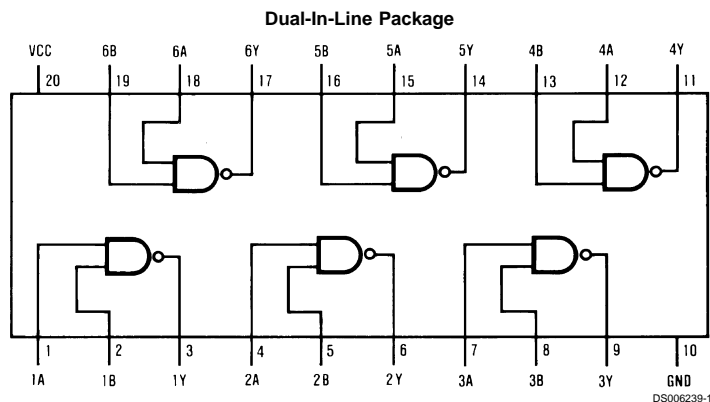 Dual-In-Line Package
VCC 6B 6A 6Y 5B 5A 5Y 4B 4A 4Y
20 19 18 17 16 15 14 13 12 11
1 2 3 4 5 6 7 8 9 10
1A 1B 1Y 2A 2B 2Y 3A 3B 3Y GND
DS006239-1